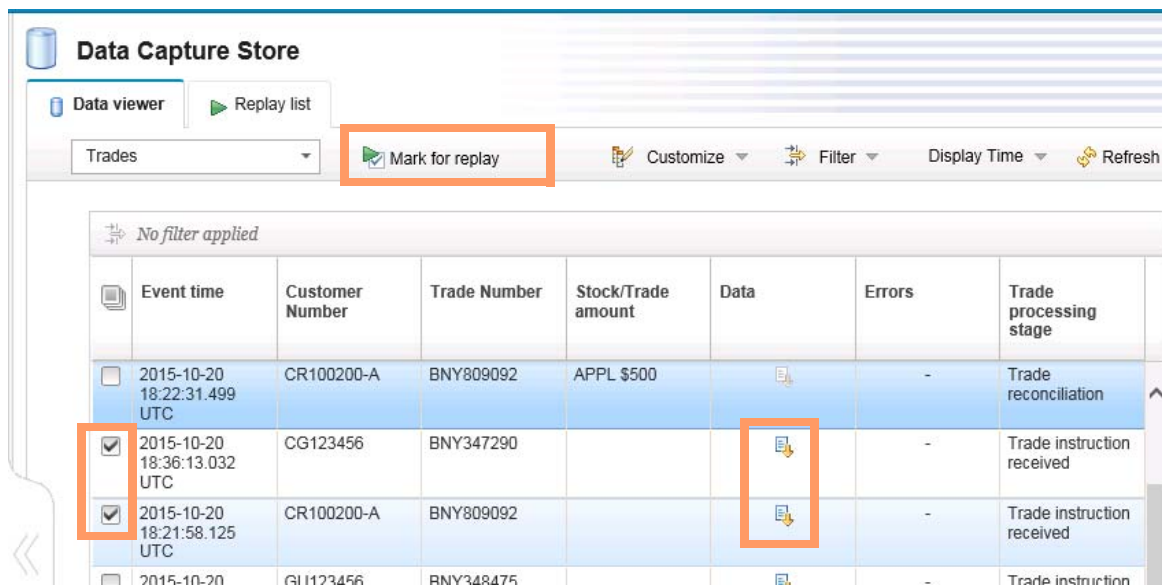 Data Capture Store
Data viewer
Replay list
Trades
Mark for replay
Customize
Filter
Display Time
Refresh
No filter applied
Event time
Customer
Number
Trade Number
Stock/Trade
amount
Data
Errors
Trade
processing
stage
2015-10-20
18:22:31.499
UTC
CR100200-A
BNY809092
APPL $500
-
Trade
reconciliation
2015-10-20
18:36:13.032
UTC
CG123456
BNY347290
-
Trade instruction
received
2015-10-20
18:21:58.125
UTC
CR100200-A
BNY809092
-
Trade instruction
received
2015-10-20
GU123456
BNY348475
-
Trade instruction